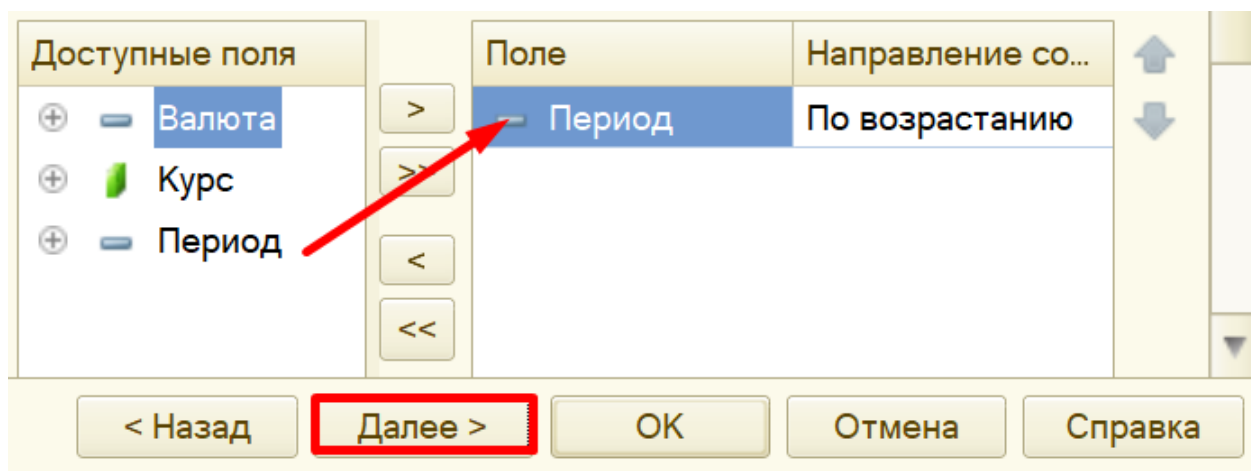 Доступные поля
Поле
Направление со...
Валюта
>
Период
По возрастанию
Курс
>>
Период
<
<<
< Назад
Далее >
OK
Отмена
Справка